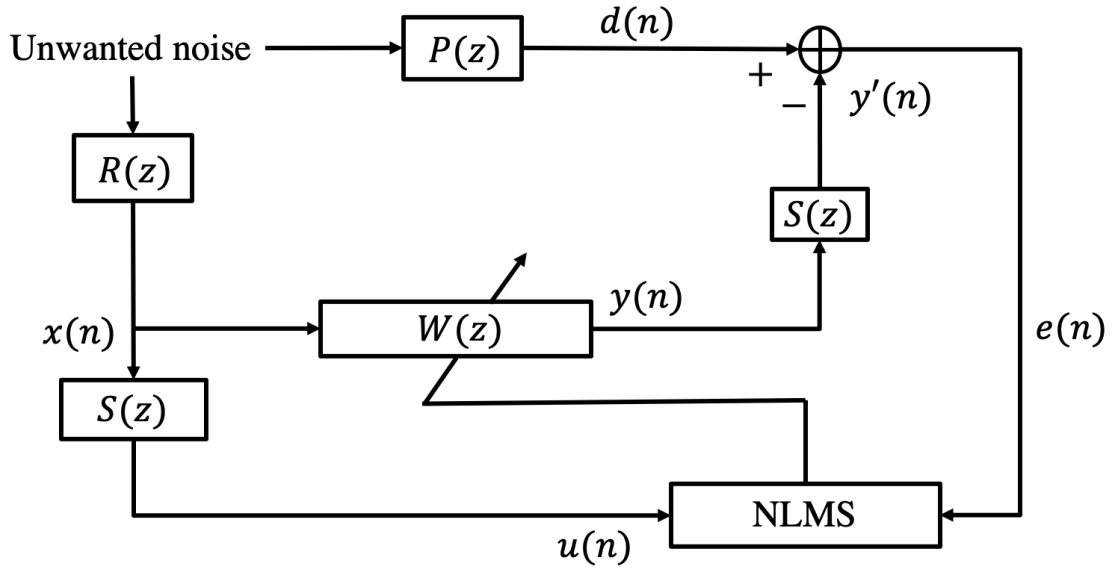 Unwanted noise
P(z)
d(n)
+
−
y′(n)
R(z)
S(z)
x(n)
W(z)
y(n)
e(n)
S(z)
NLMS
u(n)